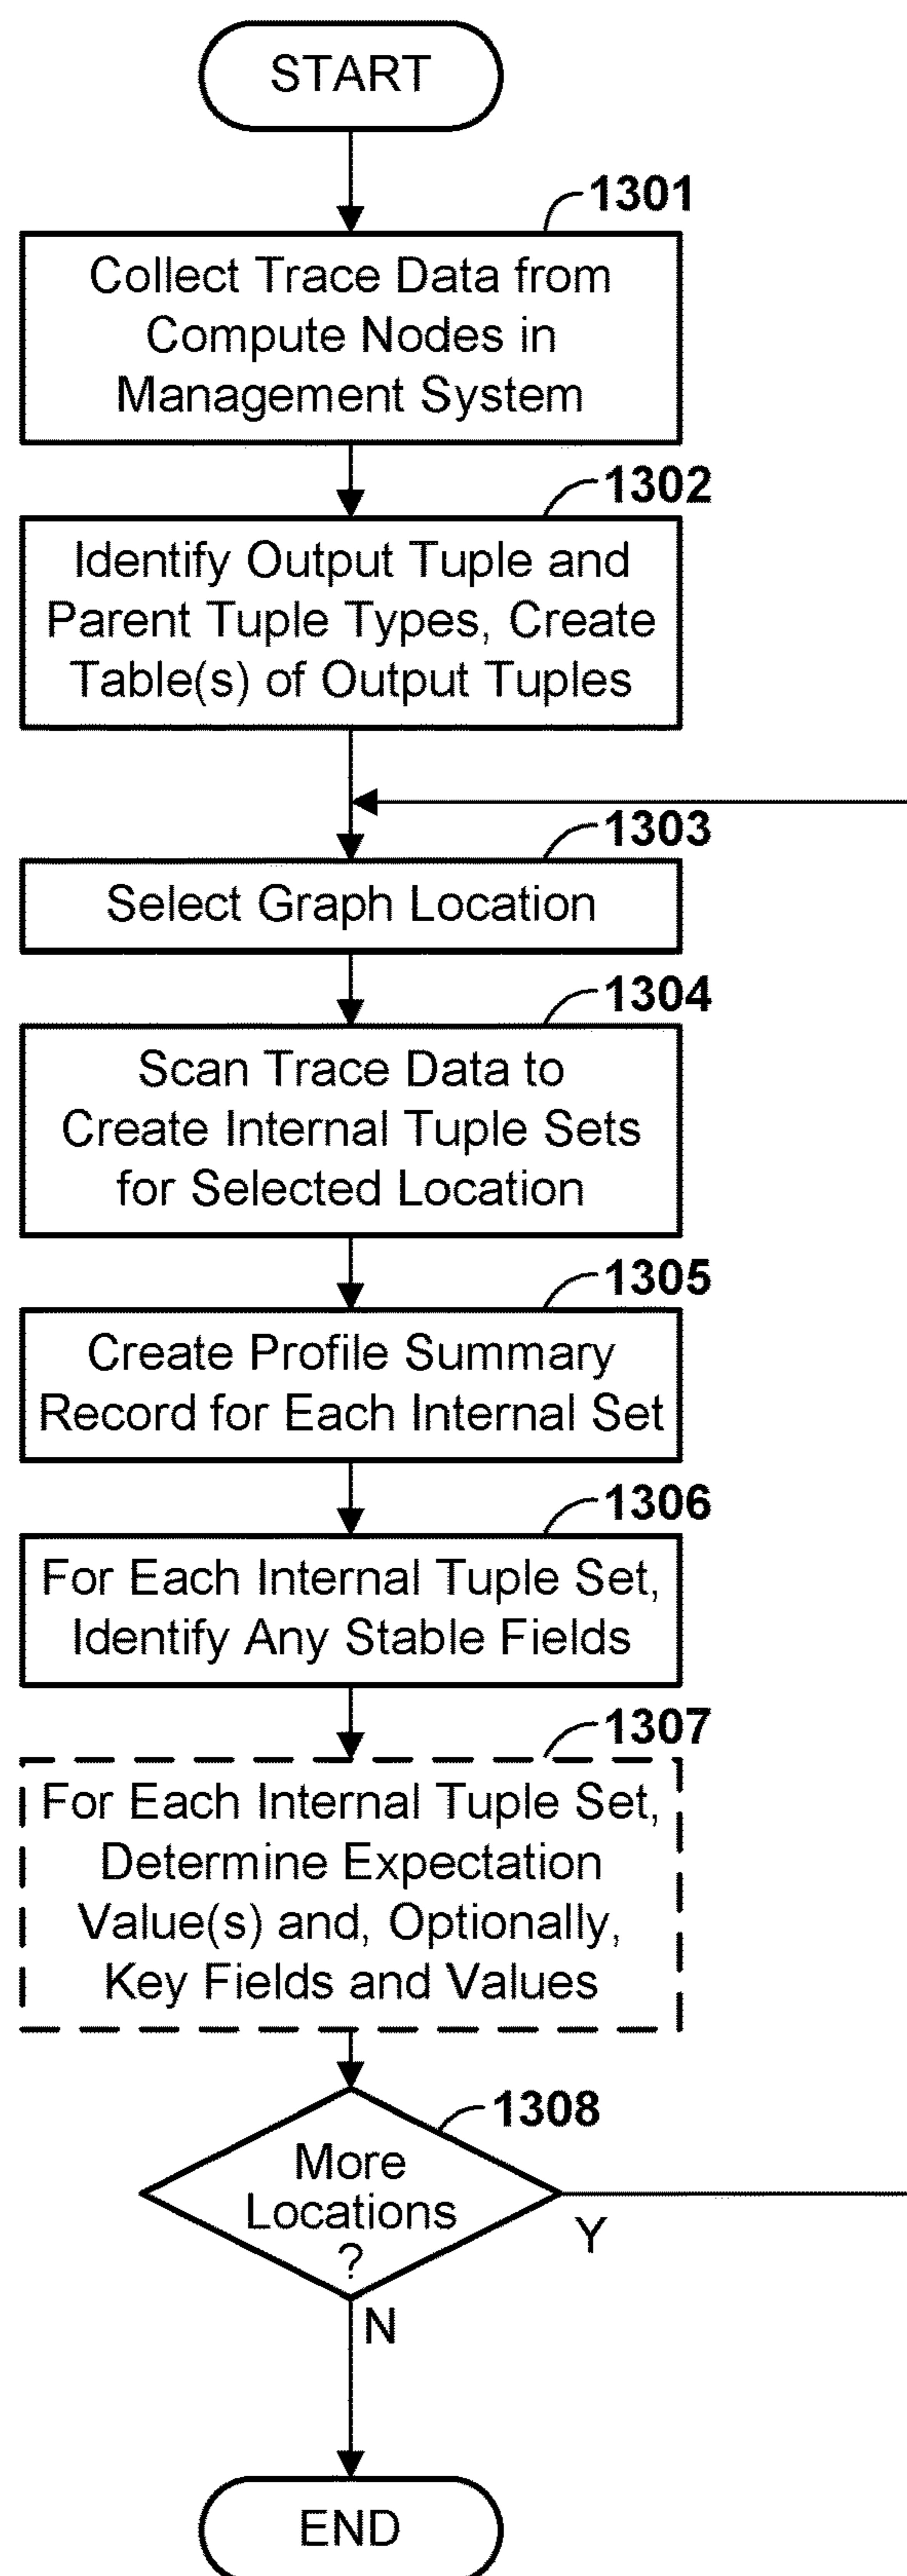 START
1301
Collect Trace Data from
Compute Nodes in
Management System
1302
Identify Output Tuple and
Parent Tuple Types, Create
Table(s) of Output Tuples
1303
Select Graph Location
1304
Scan Trace Data to
Create Internal Tuple Sets
for Selected Location
1305
Create Profile Summary
Record for Each Internal Set
1306
For Each Internal Tuple Set,
Identify Any Stable Fields
1307
For Each Internal Tuple Set,
Determine Expectation
Value(s) and, Optionally,
Key Fields and Values
1308
More
Locations
?
Y
N
END